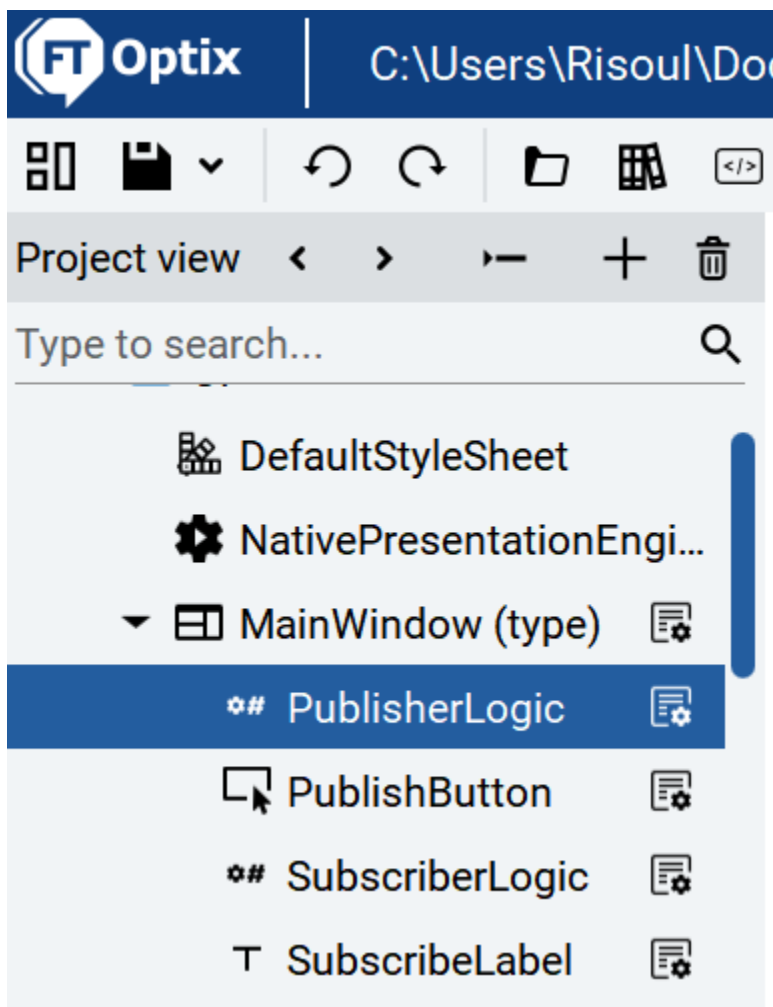 FT Optix C:\Users\Risoul\Do
</>
Project view
Type to search...
DefaultStyleSheet
NativePresentationEngi...
MainWindow (type)
PublisherLogic
PublishButton
SubscriberLogic
SubscribeLabel